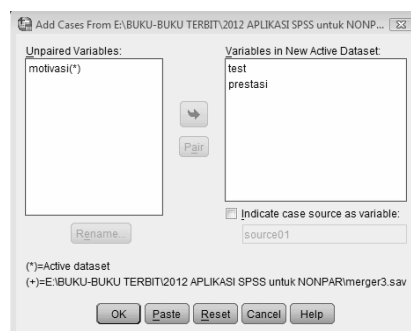 Add Cases From E:\BUKU-BUKU TERBIT\2012 APLIKASI SPSS untuk NONP...
Unpaired Variables:
motivasi(*)
Pair
Variables in New Active Dataset:
test
prestasi
Indicate case source as variable:
source01
Rename...
(*)=Active dataset
(+)=E:\BUKU-BUKU TERBIT\2012 APLIKASI SPSS untuk NONPAR\merger3.sav
OK Paste Reset Cancel Help